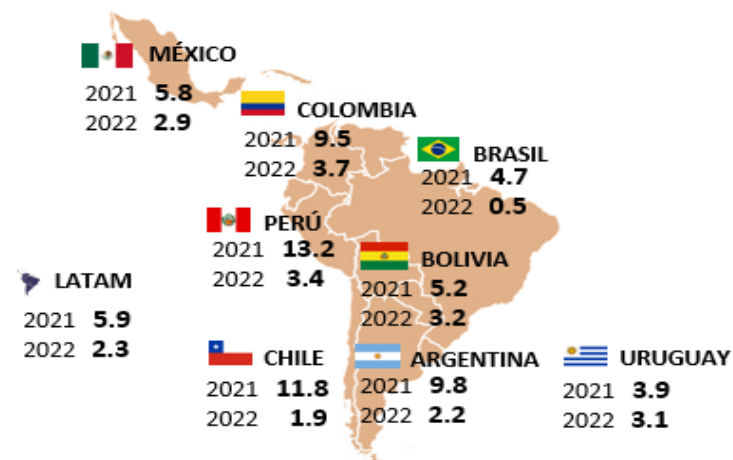 MÉXICO
2021 5.8
2022 2.9
COLOMBIA
2021 9.5
2022 3.7
BRASIL
2021 4.7
2022 0.5
PERÚ
2021 13.2
2022 3.4
BOLIVIA
2021 5.2
2022 3.2
LATAM
2021 5.9
2022 2.3
CHILE
2021 11.8
2022 1.9
ARGENTINA
2021 9.8
2022 2.2
URUGUAY
2021 3.9
2022 3.1